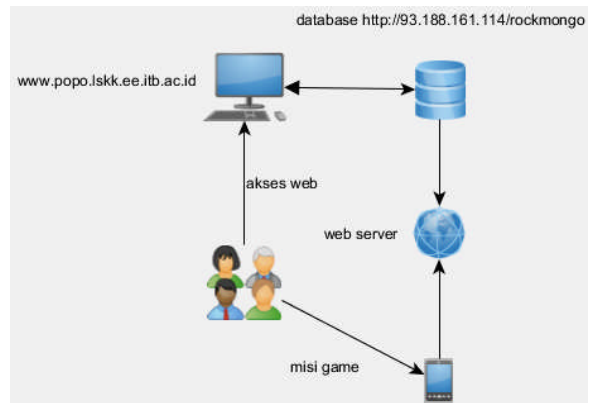 database http://93.188.161.114/rockmongo
www.popo.lskk.ee.itb.ac.id
akses web
web server
misi game